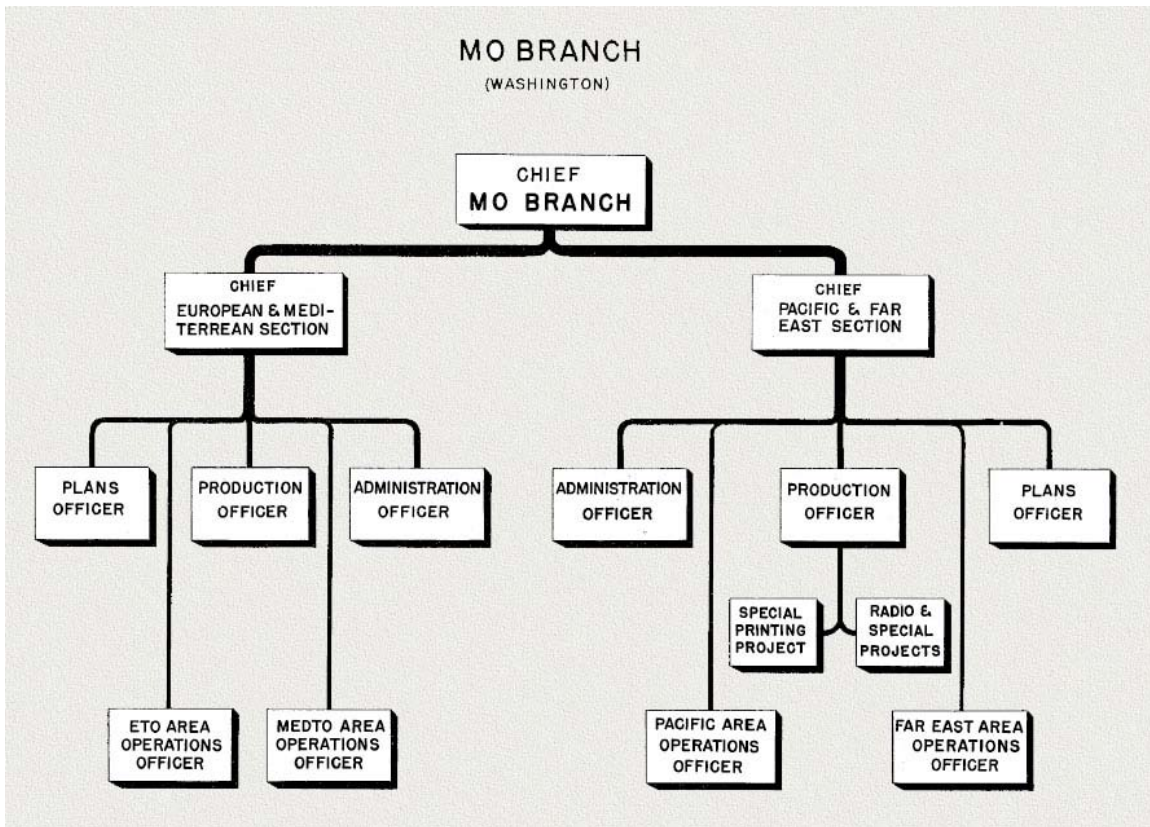 MO BRANCH
(WASHINGTON)
CHIEF
MO BRANCH
CHIEF
EUROPEAN & MEDI-
TERREAN SECTION
CHIEF
PACIFIC & FAR
EAST SECTION
PLANS
OFFICER
PRODUCTION
OFFICER
ADMINISTRATION
OFFICER
ADMINISTRATION
OFFICER
PRODUCTION
OFFICER
PLANS
OFFICER
SPECIAL
PRINTING
PROJECT
RADIO &
SPECIAL
PROJECTS
ETO AREA
OPERATIONS
OFFICER
MEDTO AREA
OPERATIONS
OFFICER
PACIFIC AREA
OPERATIONS
OFFICER
FAR EAST AREA
OPERATIONS
OFFICER